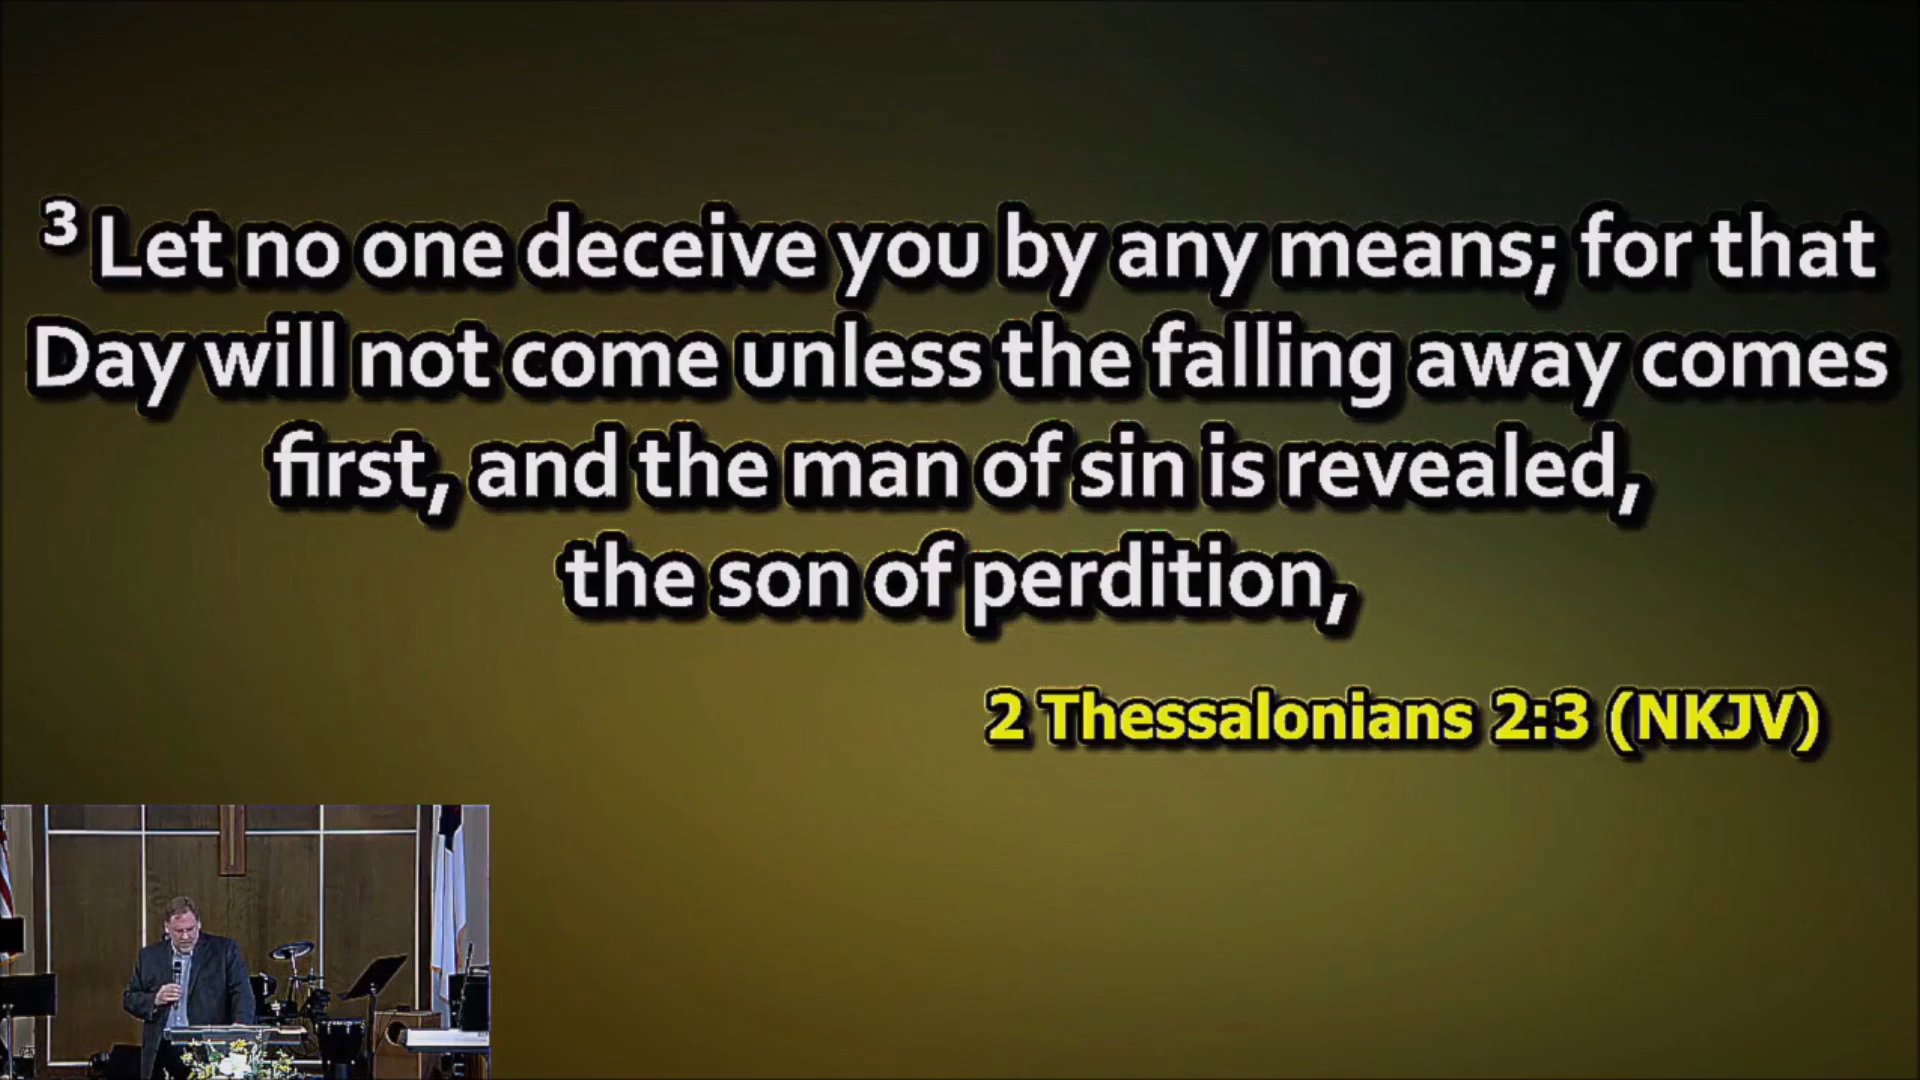 3 Let no one deceive you by any means; for that
Day will not come unless the falling away comes
first, and the man of sin is revealed,
the son of perdition,
2 Thessalonians 2:3 (NKJV)